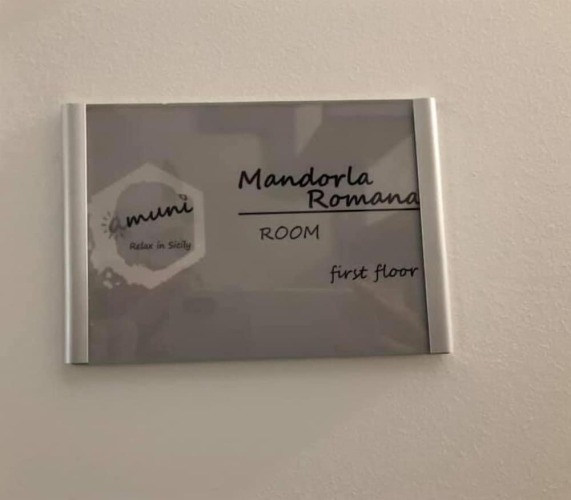 amunì
Relax in Sicily
Mandorla
Romana
ROOM
first floor